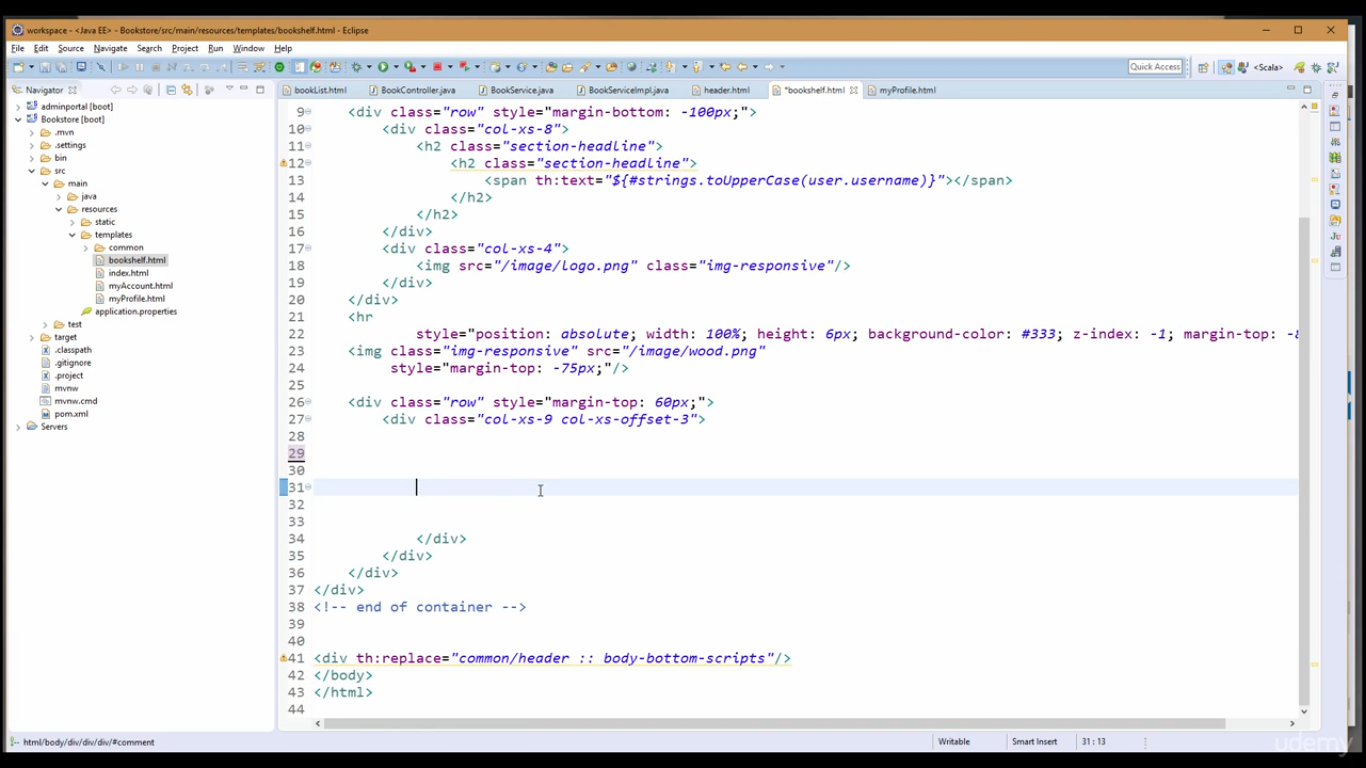 workspace - <Java EE> - Bookstore/src/main/resources/templates/bookshelf.html - Eclipse
File Edit Source Navigate Search Project Run Window Help
Quick Access <Scala>
Navigator
bookList.html BookController.java BookService.java BookServiceImpl.java header.html *bookshelf.html myProfile.html
adminportal [boot]
Bookstore [boot]
.mvn
.settings
bin
src
main
java
resources
static
templates
common
bookshelf.html
index.html
myAccount.html
myProfile.html
application.properties
test
target
.classpath
.gitignore
.project
mvnw
mvnw.cmd
pom.xml
Servers
9 <div class="row" style="margin-bottom: -100px;">
10 <div class="col-xs-8">
11 <h2 class="section-headline">
12 <h2 class="section-headline">
13 <span th:text="${#strings.toUpperCase(user.username)}"></span>
14 </h2>
15 </h2>
16 </div>
17 <div class="col-xs-4">
18 <img src="/image/logo.png" class="img-responsive"/>
19 </div>
20 </div>
21 <hr
22 style="position: absolute; width: 100%; height: 6px; background-color: #333; z-index: -1; margin-top: -8
23 <img class="img-responsive" src="/image/wood.png"
24 style="margin-top: -75px;"/>
25
26 <div class="row" style="margin-top: 60px;">
27 <div class="col-xs-9 col-xs-offset-3">
28
29
30
31
32
33
34 </div>
35 </div>
36 </div>
37 </div>
38 <!-- end of container -->
39
40
41 <div th:replace="common/header :: body-bottom-scripts"/>
42 </body>
43 </html>
44
html/body/div/div/div/#comment Writable Smart Insert 31 : 13
udemy